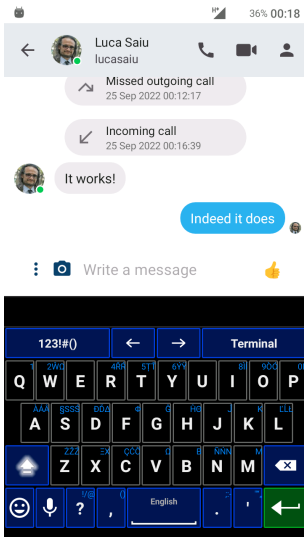 H+ 36% 00:18
Luca Saiu
lucasaiu
Missed outgoing call
25 Sep 2022 00:12:17
Incoming call
25 Sep 2022 00:16:39
It works!
Indeed it does
Write a message
123!#() ← → Terminal
Q W E R T Y U I O P
A S D F G H J K L
Z X C V B N M
? , English . '